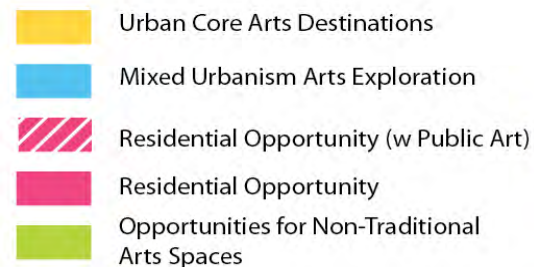 Urban Core Arts Destinations
Mixed Urbanism Arts Exploration
Residential Opportunity (w Public Art)
Residential Opportunity
Opportunities for Non-Traditional
Arts Spaces